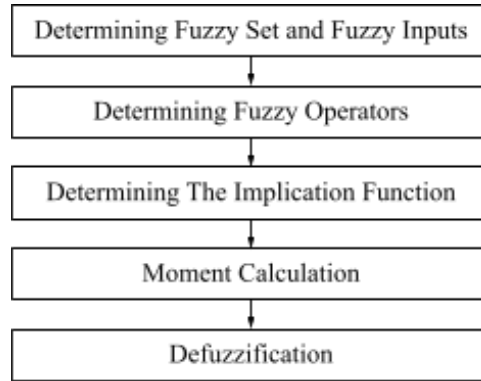 Determining Fuzzy Set and Fuzzy Inputs
Determining Fuzzy Operators
Determining The Implication Function
Moment Calculation
Defuzzification